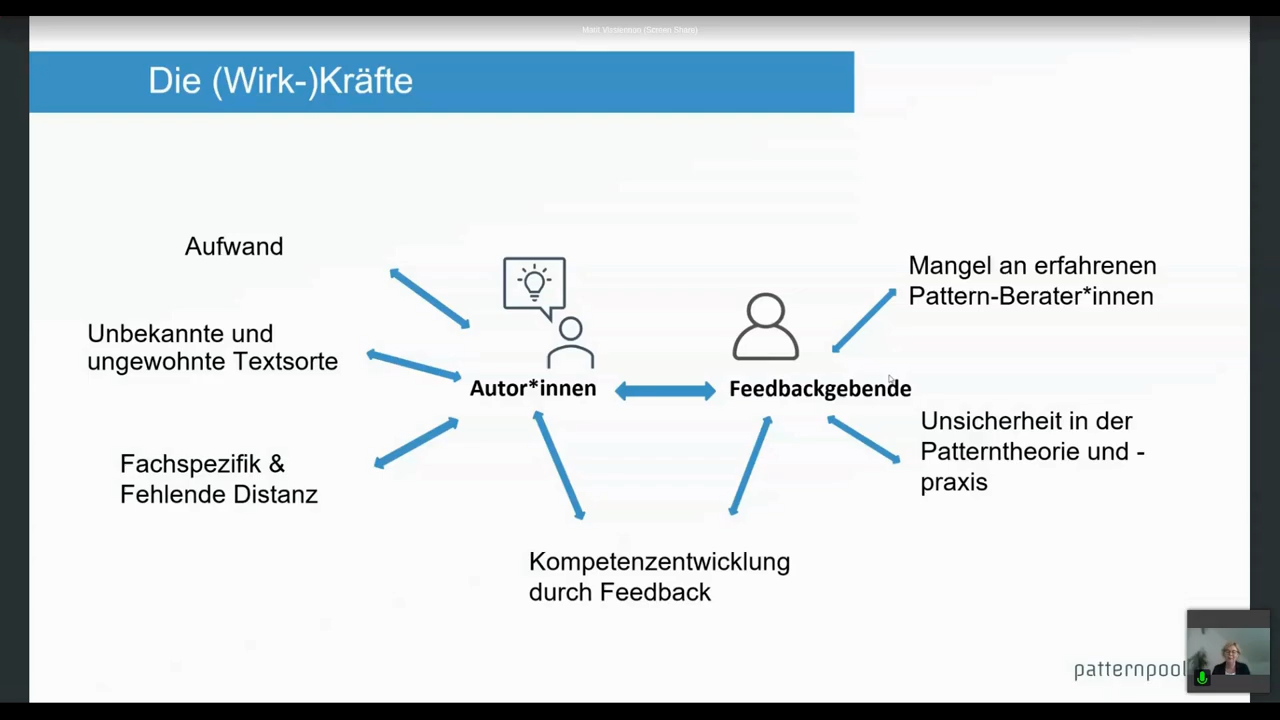 Die (Wirk-)Kräfte
Aufwand
Unbekannte und
ungewohnte Textsorte
Fachspezifik &
Fehlende Distanz
Autor*innen
Feedbackgebende
Mangel an erfahrenen
Pattern-Berater*innen
Unsicherheit in der
Patterntheorie und -
praxis
Kompetenzentwicklung
durch Feedback
patternpool